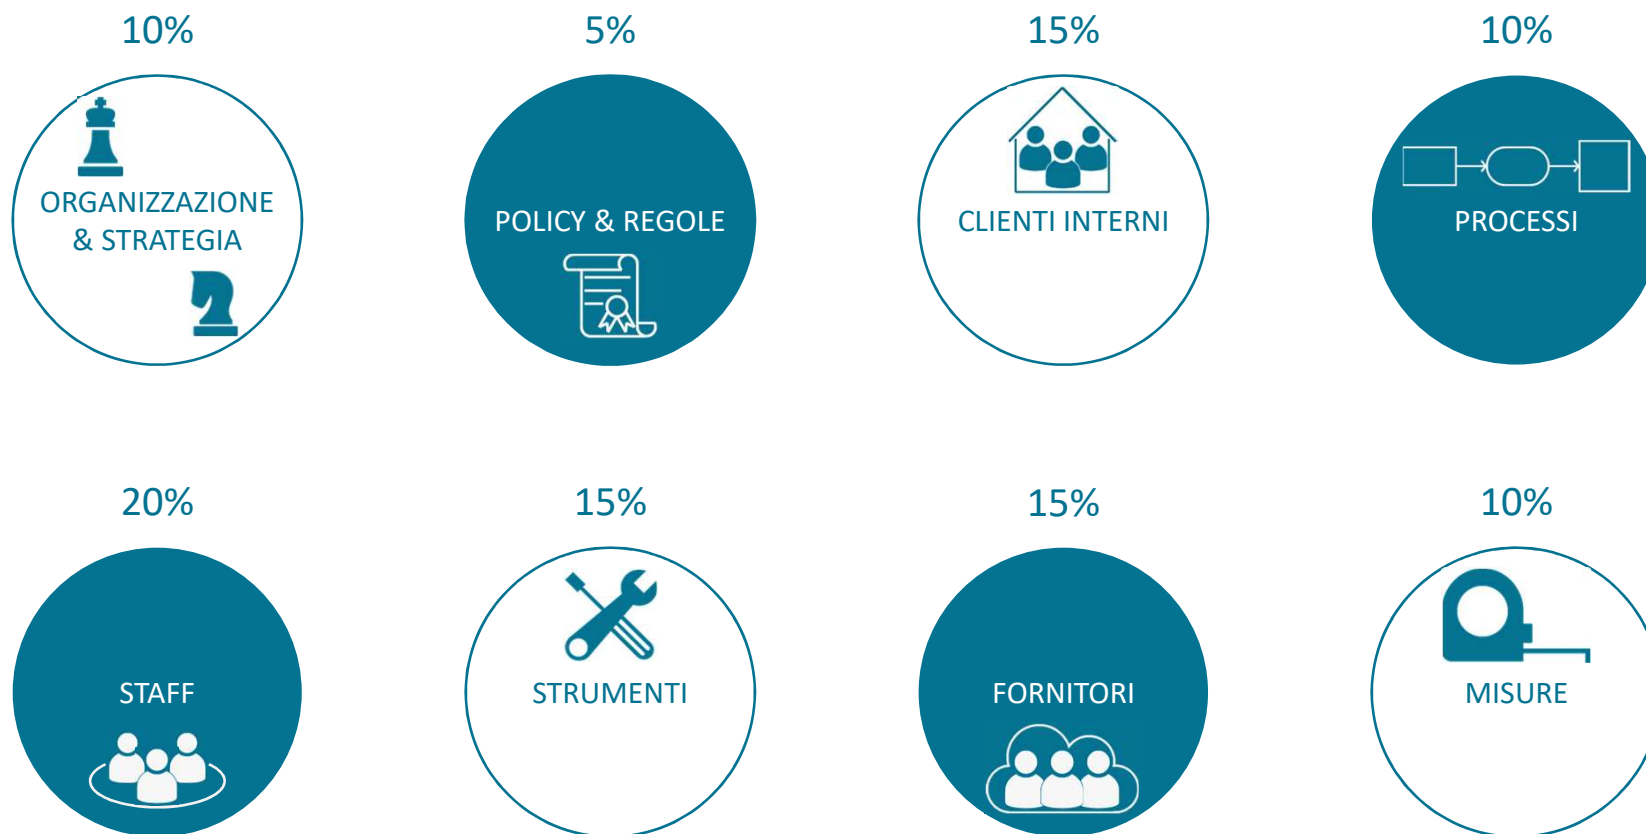 10%
5%
15%
10%
ORGANIZZAZIONE
& STRATEGIA
POLICY & REGOLE
CLIENTI INTERNI
PROCESSI
20%
15%
15%
10%
STAFF
STRUMENTI
FORNITORI
MISURE